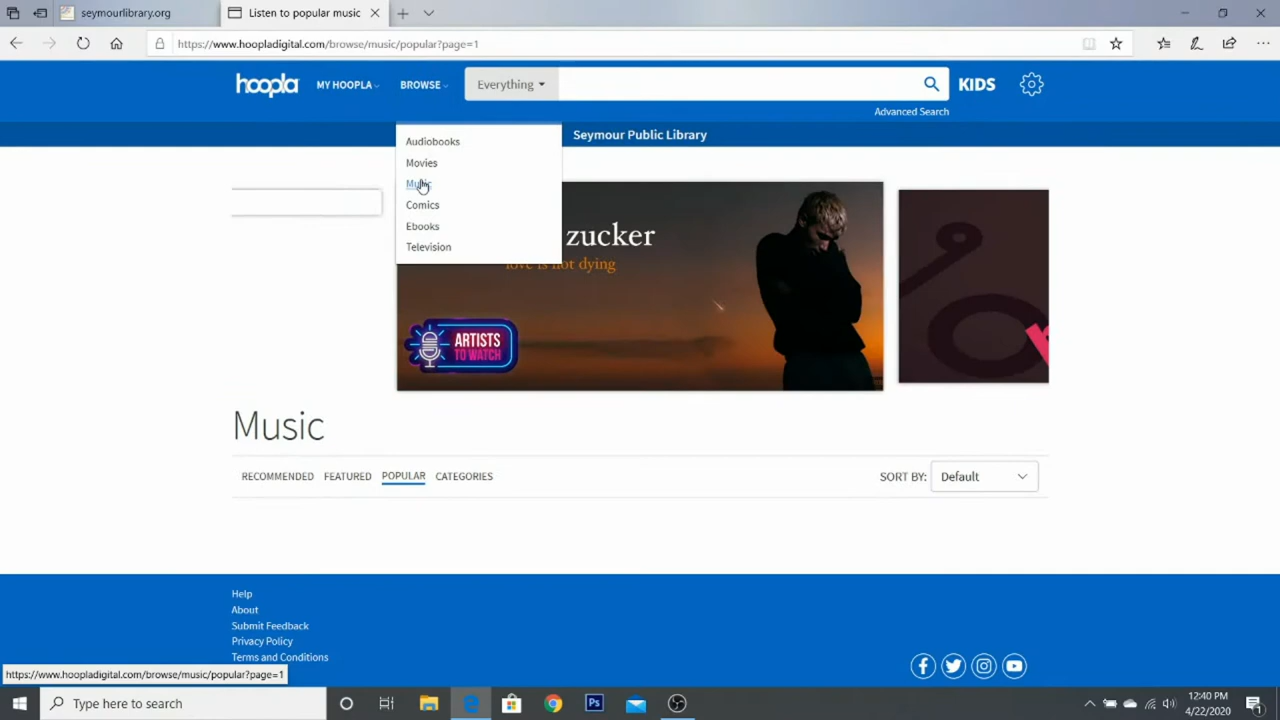 seymourlibrary.org
Listen to popular music
https://www.hoopladigital.com/browse/music/popular?page=1
hoopla
MY HOOPLA
BROWSE
Everything
KIDS
Advanced Search
Seymour Public Library
Audiobooks
Movies
Music
Comics
Ebooks
Television
zucker
love is not dying
ARTISTS
TO WATCH
Music
RECOMMENDED
FEATURED
POPULAR
CATEGORIES
SORT BY:
Default
Help
About
Submit Feedback
Privacy Policy
Terms and Conditions
https://www.hoopladigital.com/browse/music/popular?page=1
Type here to search
Ps
12:40 PM
4/22/2020
1